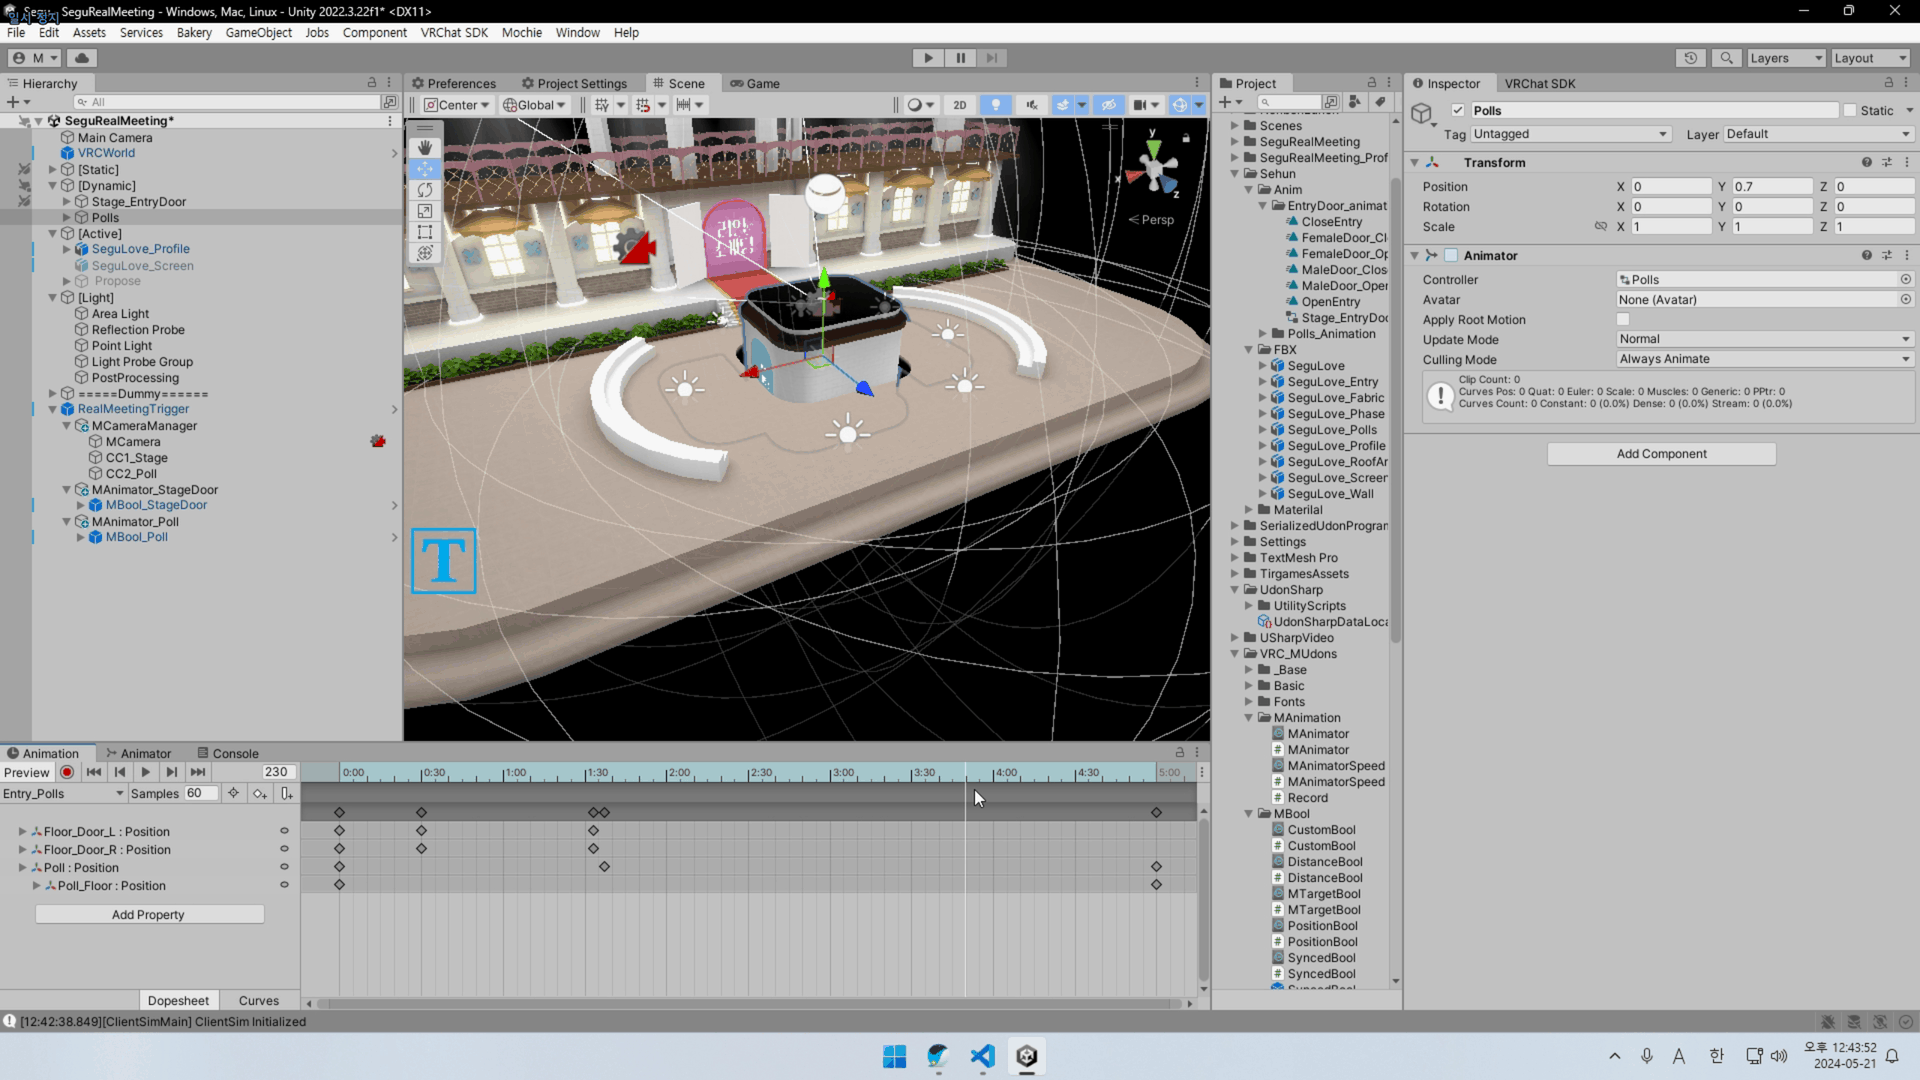 일시 정지
Segu - SeguRealMeeting - Windows, Mac, Linux - Unity 2022.3.22f1* <DX11>
File Edit Assets Services Bakery GameObject Jobs Component VRChat SDK Mochie Window Help
M
Layers Layout
Hierarchy
All
SeguRealMeeting*
Main Camera
VRCWorld
[Static]
[Dynamic]
Stage_EntryDoor
Polls
[Active]
SeguLove_Profile
SeguLove_Screen
Propose
[Light]
Area Light
Reflection Probe
Point Light
Light Probe Group
PostProcessing
=====Dummy======
RealMeetingTrigger
MCameraManager
MCamera
CC1_Stage
CC2_Poll
MAnimator_StageDoor
MBool_StageDoor
MAnimator_Poll
MBool_Poll
Preferences Project Settings Scene Game
Center Global 2D
y
x
z
Persp
T
Project
Scenes
SeguRealMeeting
SeguRealMeeting_Prof
Sehun
Anim
EntryDoor_animat
CloseEntry
FemaleDoor_Cl
FemaleDoor_Op
MaleDoor_Clos
MaleDoor_Oper
OpenEntry
Stage_EntryDoo
Polls_Animation
FBX
SeguLove
SeguLove_Entry
SeguLove_Fabric
SeguLove_Phase
SeguLove_Polls
SeguLove_Profile
SeguLove_RoofAr
SeguLove_Screer
SeguLove_Wall
Materilal
SerializedUdonPrograr
Settings
TextMesh Pro
TirgamesAssets
UdonSharp
UtilityScripts
UdonSharpDataLoca
USharpVideo
VRC_MUdons
_Base
Basic
Fonts
MAnimation
MAnimator
MAnimator
MAnimatorSpeed
MAnimatorSpeed
Record
MBool
CustomBool
CustomBool
DistanceBool
DistanceBool
MTargetBool
MTargetBool
PositionBool
PositionBool
SyncedBool
SyncedBool
SyncedBool
Inspector VRChat SDK
Polls Static
Tag Untagged Layer Default
Transform
Position X 0 Y 0.7 Z 0
Rotation X 0 Y 0 Z 0
Scale X 1 Y 1 Z 1
Animator
Controller Polls
Avatar None (Avatar)
Apply Root Motion
Update Mode Normal
Culling Mode Always Animate
Clip Count: 0
Curves Pos: 0 Quat: 0 Euler: 0 Scale: 0 Muscles: 0 Generic: 0 PPtr: 0
Curves Count: 0 Constant: 0 (0.0%) Dense: 0 (0.0%) Stream: 0 (0.0%)
Add Component
Animation Animator Console
Preview 230 0:00 0:30 1:00 1:30 2:00 2:30 3:00 3:30 4:00 4:30 5:00
Entry_Polls Samples 60
Floor_Door_L : Position
Floor_Door_R : Position
Poll : Position
Poll_Floor : Position
Add Property
Dopesheet Curves
[12:42:38.849][ClientSimMain] ClientSim Initialized
A 한
오후 12:43:52
2024-05-21